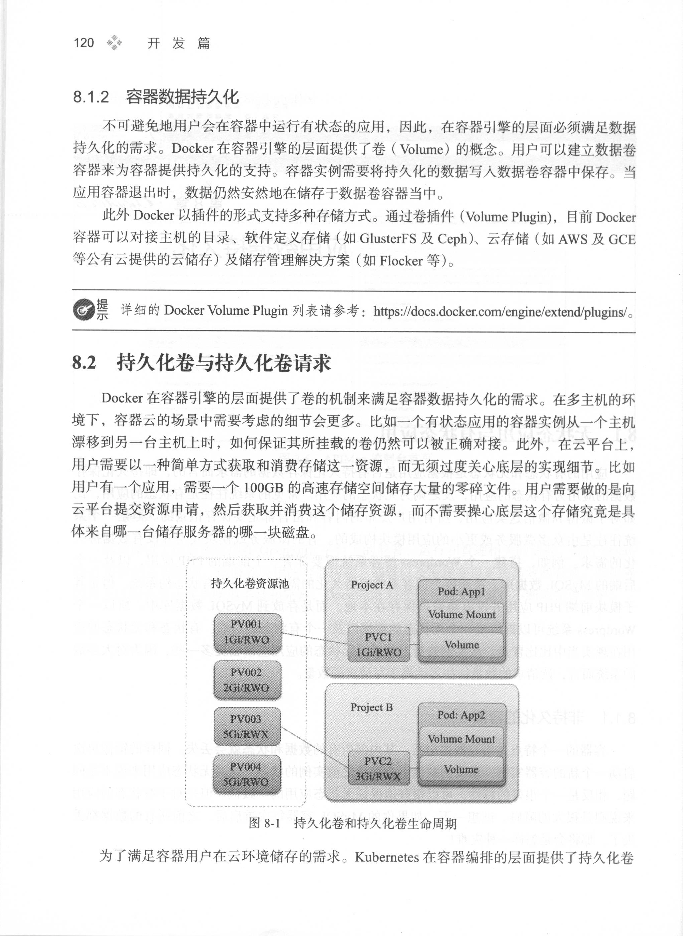 120 开 发 篇
8.1.2 容器数据持久化
不可避免地用户会在容器中运行有状态的应用，因此，在容器引擎的层面必须满足数据
持久化的需求。Docker 在容器引擎的层面提供了卷（Volume）的概念。用户可以建立数据卷
容器来为容器提供持久化的支持。容器实例需要将持久化的数据写入数据卷容器中保存。当
应用容器退出时，数据仍然安然地在储存于数据卷容器当中。
此外 Docker 以插件的形式支持多种存储方式。通过卷插件 (Volume Plugin)，目前 Docker
容器可以对接主机的目录、软件定义存储（如 GlusterFS 及 Ceph）、云存储（如 AWS 及 GCE
等公有云提供的云储存）及储存管理解决方案（如 Flocker 等）。
提示 详细的 Docker Volume Plugin 列表请参考：https://docs.docker.com/engine/extend/plugins/。
8.2 持久化卷与持久化卷请求
Docker 在容器引擎的层面提供了卷的机制来满足容器数据持久化的需求。在多主机的环
境下，容器云的场景中需要考虑的细节会更多。比如一个有状态应用的容器实例从一个主机
漂移到另一台主机上时，如何保证其所挂载的卷仍然可以被正确对接。此外，在云平台上，
用户需要以一种简单方式获取和消费存储这一资源，而无须过度关心底层的实现细节。比如
用户有一个应用，需要一个 100GB 的高速存储空间储存大量的零碎文件。用户需要做的是向
云平台提交资源申请，然后获取并消费这个储存资源，而不需要操心底层这个存储究竟是具
体来自哪一台储存服务器的哪一块磁盘。
持久化卷资源池
PV001
1Gi/RWO
PV002
2Gi/RWO
PV003
5Gi/RWX
PV004
5Gi/RWO
Project A
PVC1
1Gi/RWO
Pod: App1
Volume Mount
Volume
Project B
PVC2
3Gi/RWX
Pod: App2
Volume Mount
Volume
图 8-1 持久化卷和持久化卷生命周期
为了满足容器用户在云环境储存的需求。Kubernetes 在容器编排的层面提供了持久化卷